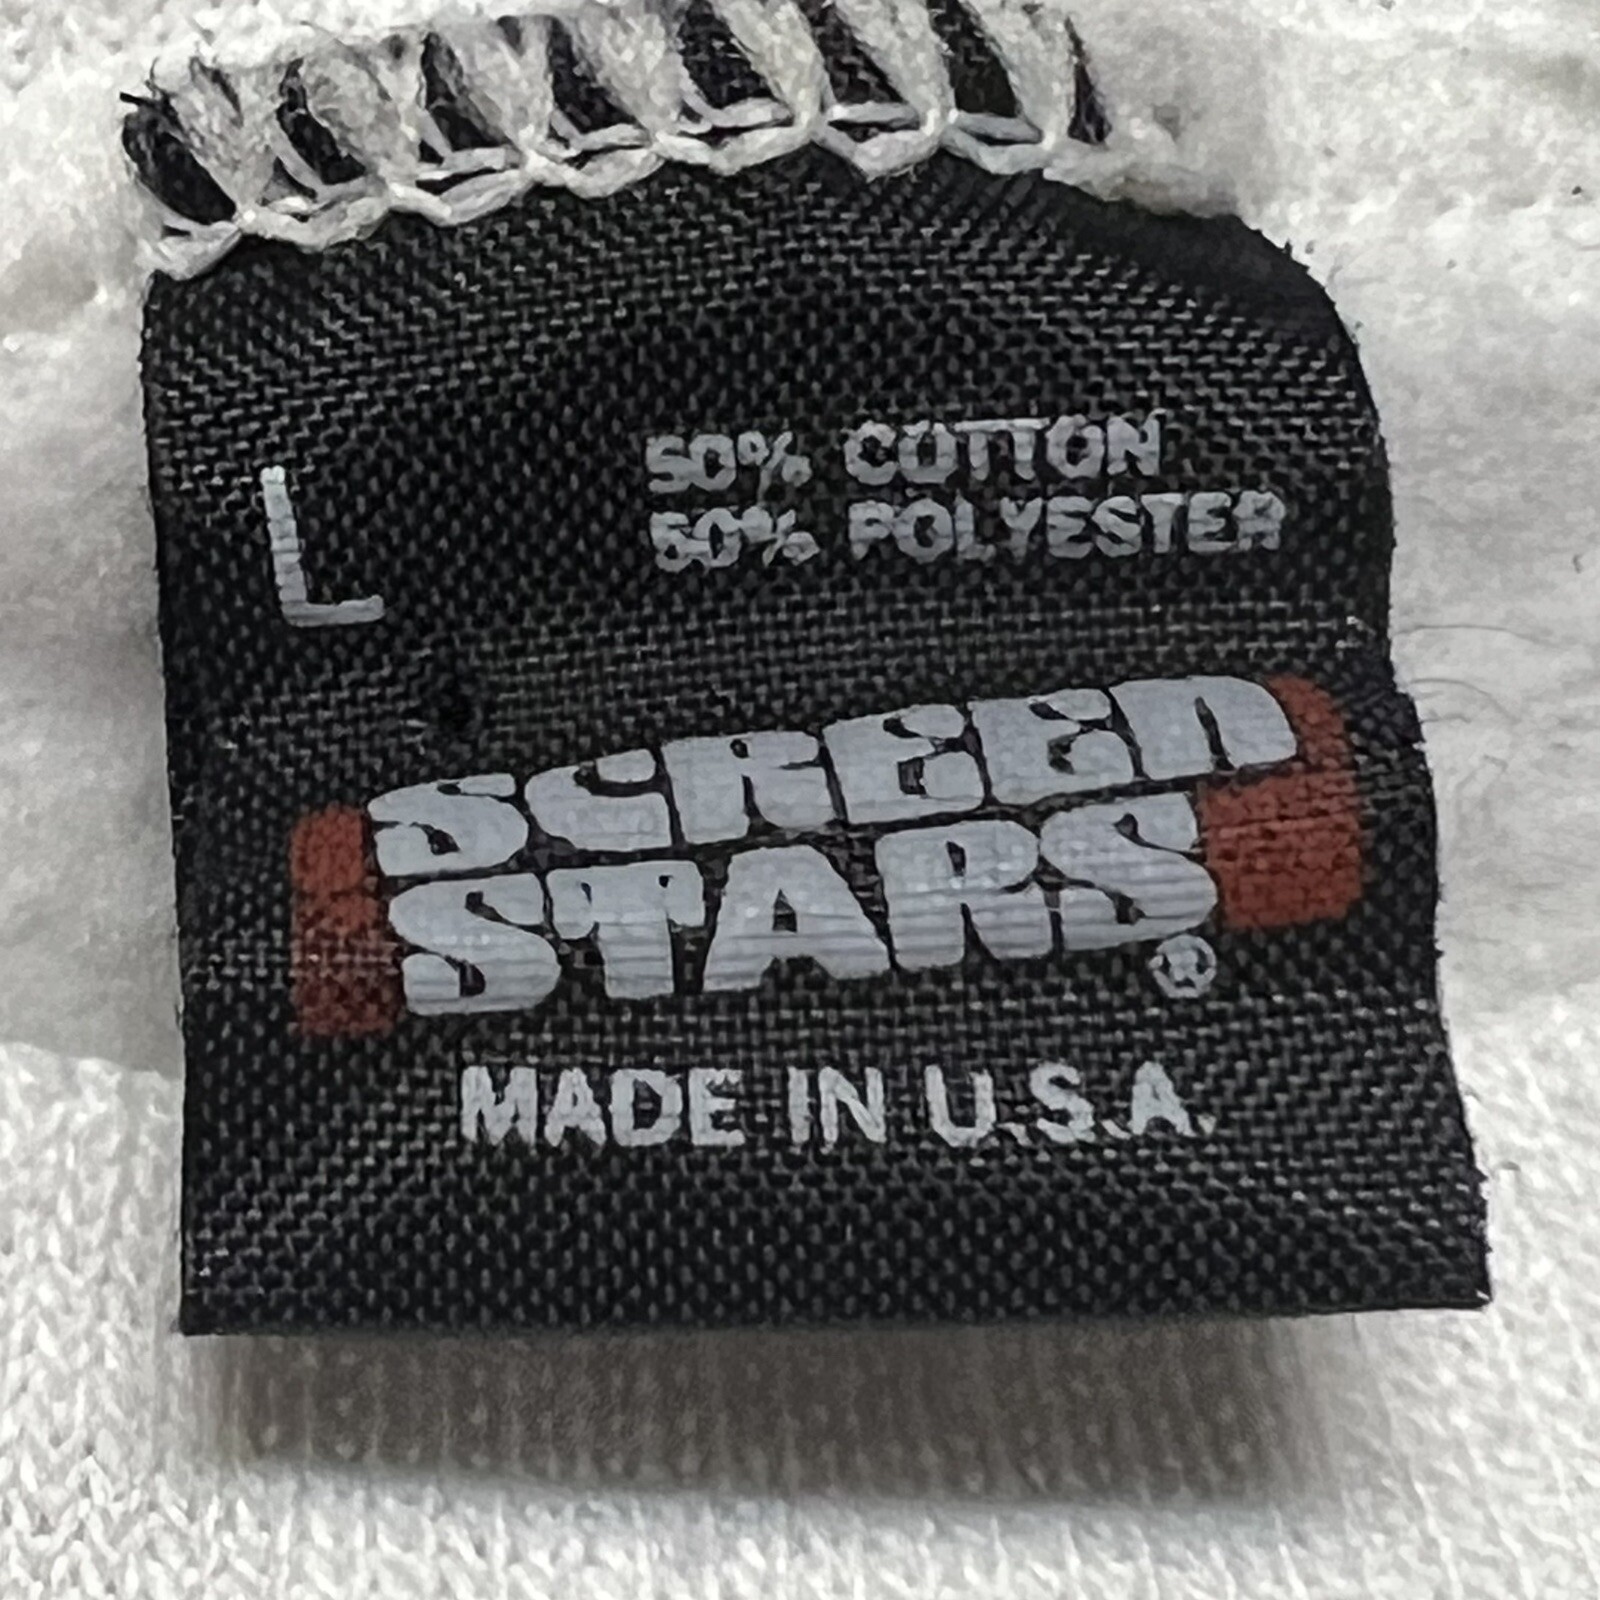 50% COTTON
L
50% POLYESTER
SCREEN
STARS
®
MADE IN U.S.A.